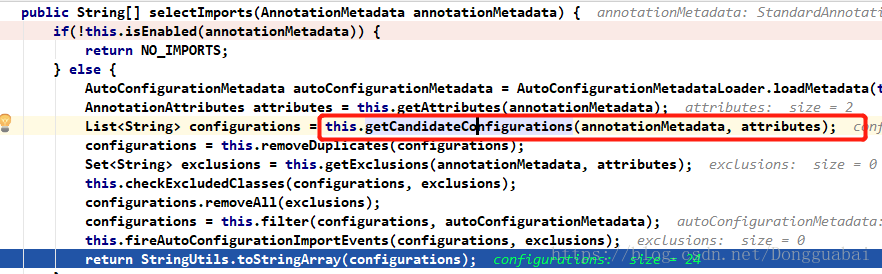 public String[] selectImports(AnnotationMetadata annotationMetadata) { annotationMetadata: StandardAnnotat
if(!this.isEnabled(annotationMetadata)) {
return NO_IMPORTS;
} else {
AutoConfigurationMetadata autoConfigurationMetadata = AutoConfigurationMetadataLoader.loadMetadata(t
AnnotationAttributes attributes = this.getAttributes(annotationMetadata); attributes: size = 2
List<String> configurations = this.getCandidateConfigurations(annotationMetadata, attributes); conf
configurations = this.removeDuplicates(configurations);
Set<String> exclusions = this.getExclusions(annotationMetadata, attributes); exclusions: size = 0
this.checkExcludedClasses(configurations, exclusions);
configurations.removeAll(exclusions);
configurations = this.filter(configurations, autoConfigurationMetadata); autoConfigurationMetadata:
this.fireAutoConfigurationImportEvents(configurations, exclusions); exclusions: size = 0
return StringUtils.toStringArray(configurations); configurations: size = 24
https://blog.csdn.net/Dongguabai